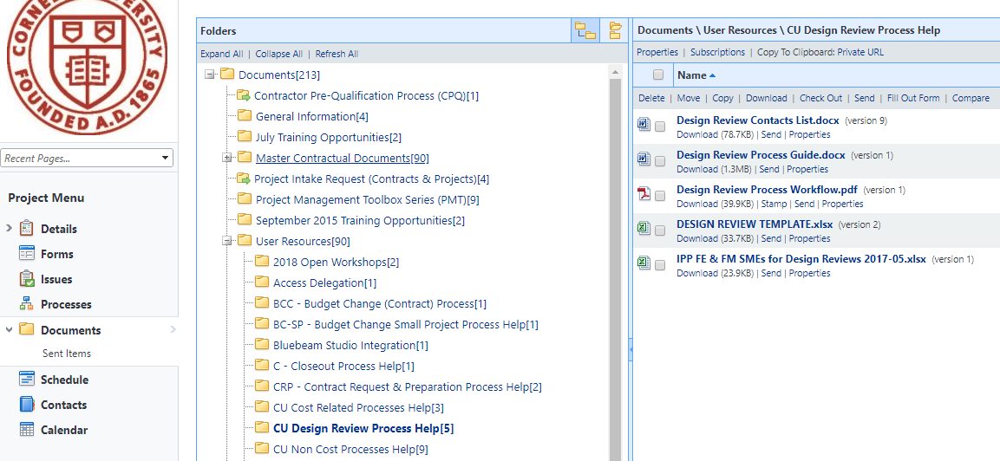 CORNELL UNIVERSITY
FOUNDED A.D. 1865
Recent Pages...
Project Menu
Details
Forms
Issues
Processes
Documents
Sent Items
Schedule
Contacts
Calendar
Folders
Expand All | Collapse All | Refresh All
Documents[213]
Contractor Pre-Qualification Process (CPQ)[1]
General Information[4]
July Training Opportunities[2]
Master Contractual Documents[90]
Project Intake Request (Contracts & Projects)[4]
Project Management Toolbox Series (PMT)[9]
September 2015 Training Opportunities[2]
User Resources[90]
2018 Open Workshops[2]
Access Delegation[1]
BCC - Budget Change (Contract) Process[1]
BC-SP - Budget Change Small Project Process Help[1]
Bluebeam Studio Integration[1]
C - Closeout Process Help[1]
CRP - Contract Request & Preparation Process Help[2]
CU Cost Related Processes Help[3]
CU Design Review Process Help[5]
CU Non Cost Processes Help[9]
Documents \ User Resources \ CU Design Review Process Help
Properties | Subscriptions | Copy To Clipboard: Private URL
Name
Delete | Move | Copy | Download | Check Out | Send | Fill Out Form | Compare
Design Review Contacts List.docx (version 9)
Download (78.7KB) | Send | Properties
Design Review Process Guide.docx (version 1)
Download (1.3MB) | Send | Properties
Design Review Process Workflow.pdf (version 1)
Download (39.9KB) | Stamp | Send | Properties
DESIGN REVIEW TEMPLATE.xlsx (version 2)
Download (33.7KB) | Send | Properties
IPP FE & FM SMEs for Design Reviews 2017-05.xlsx (version 1)
Download (23.9KB) | Send | Properties